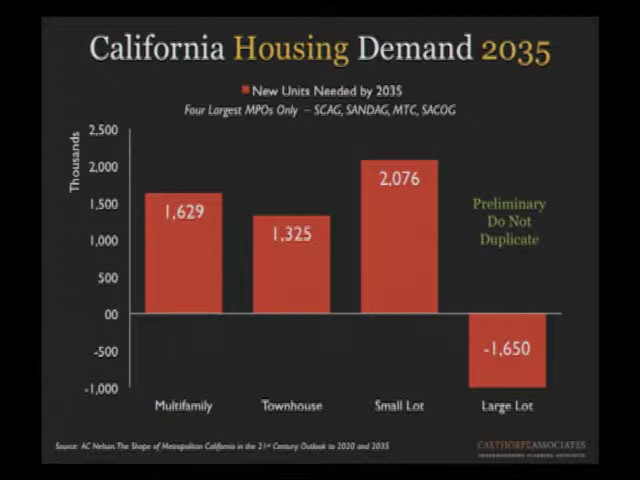 California Housing Demand 2035
New Units Needed by 2035
Four Largest MPOs Only – SCAG, SANDAG, MTC, SACOG
Thousands
2,500
2,000
1,500
1,000
500
00
-500
-1,000
1,629
1,325
2,076
-1,650
Preliminary
Do Not
Duplicate
Multifamily
Townhouse
Small Lot
Large Lot
Source: AC Nelson. The Shape of Metropolitan California in the 21st Century: Outlook to 2020 and 2035
CALTHORPE ASSOCIATES